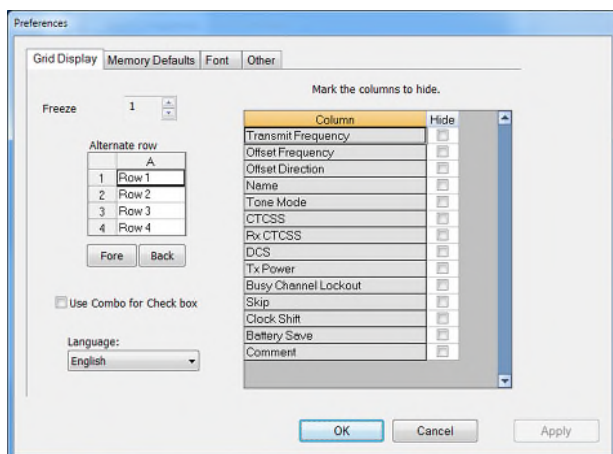 Preferences
Grid Display Memory Defaults Font Other
Mark the columns to hide.
Freeze 1
Column Hide
Transmit Frequency
Offset Frequency
Offset Direction
Name
Tone Mode
CTCSS
Rx CTCSS
DCS
Tx Power
Busy Channel Lockout
Skip
Clock Shift
Battery Save
Comment
Alternate row
A
1 Row 1
2 Row 2
3 Row 3
4 Row 4
Fore Back
Use Combo for Check box
Language:
English
OK Cancel Apply